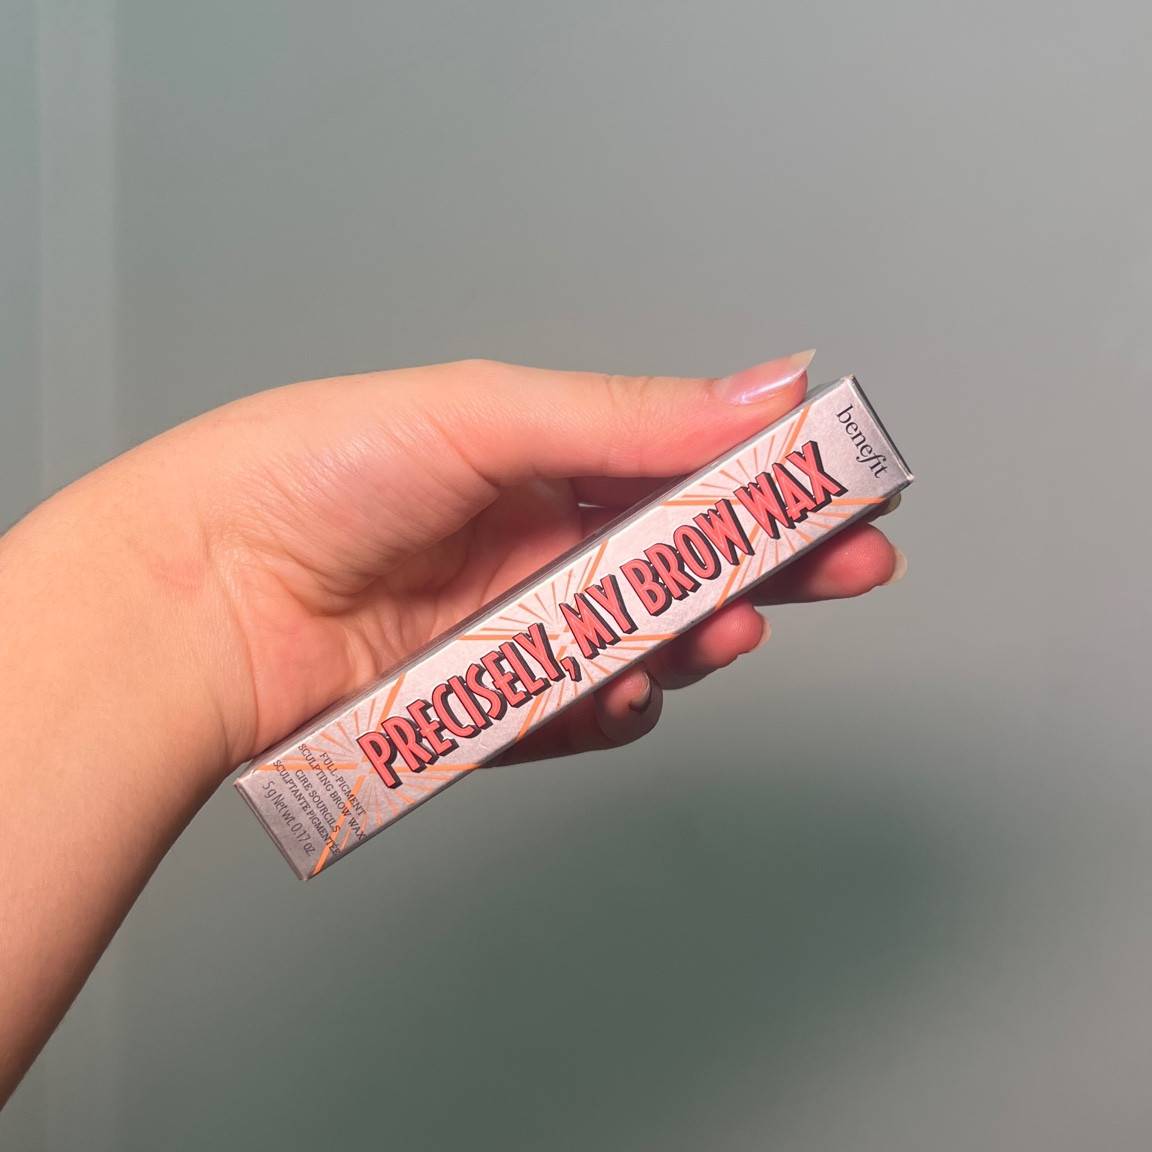 benefit
PRECISELY, MY BROW WAX
FULL-PIGMENT
SCULPTING BROW WAX
CIRE SOURCILS
SCULPTANTE PIGMENTÉE
5 g Net wt. 0.17 oz